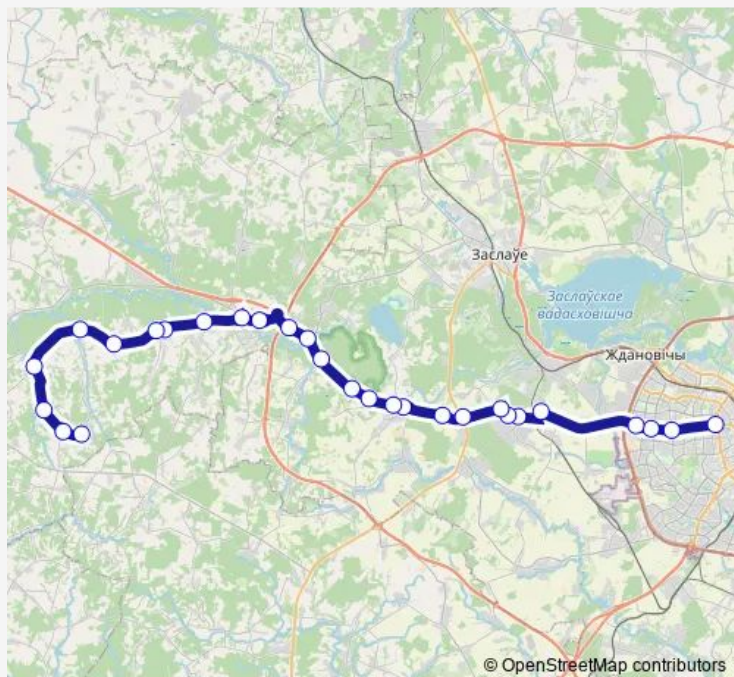 Заслаўе
Заслаўскае
вадасховішча
Ждановічы
© OpenStreetMap contributors